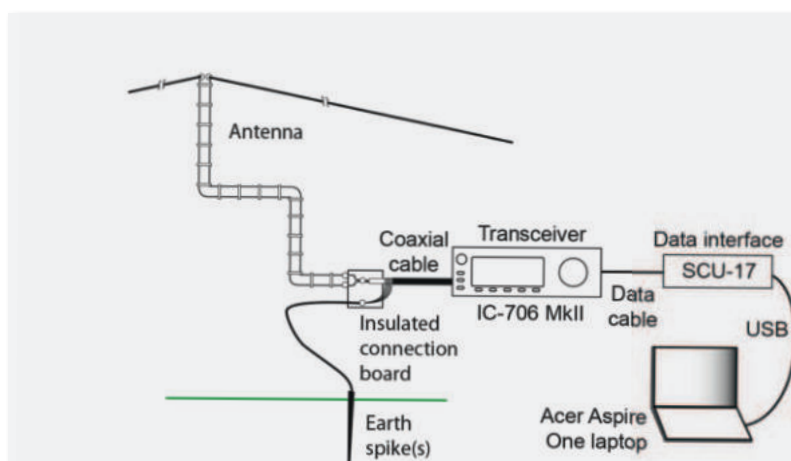 Antenna
Coaxial
cable
Transceiver
IC-706 MkII
Data interface
SCU-17
Data
cable
USB
Insulated
connection
board
Earth
spike(s)
Acer Aspire
One laptop